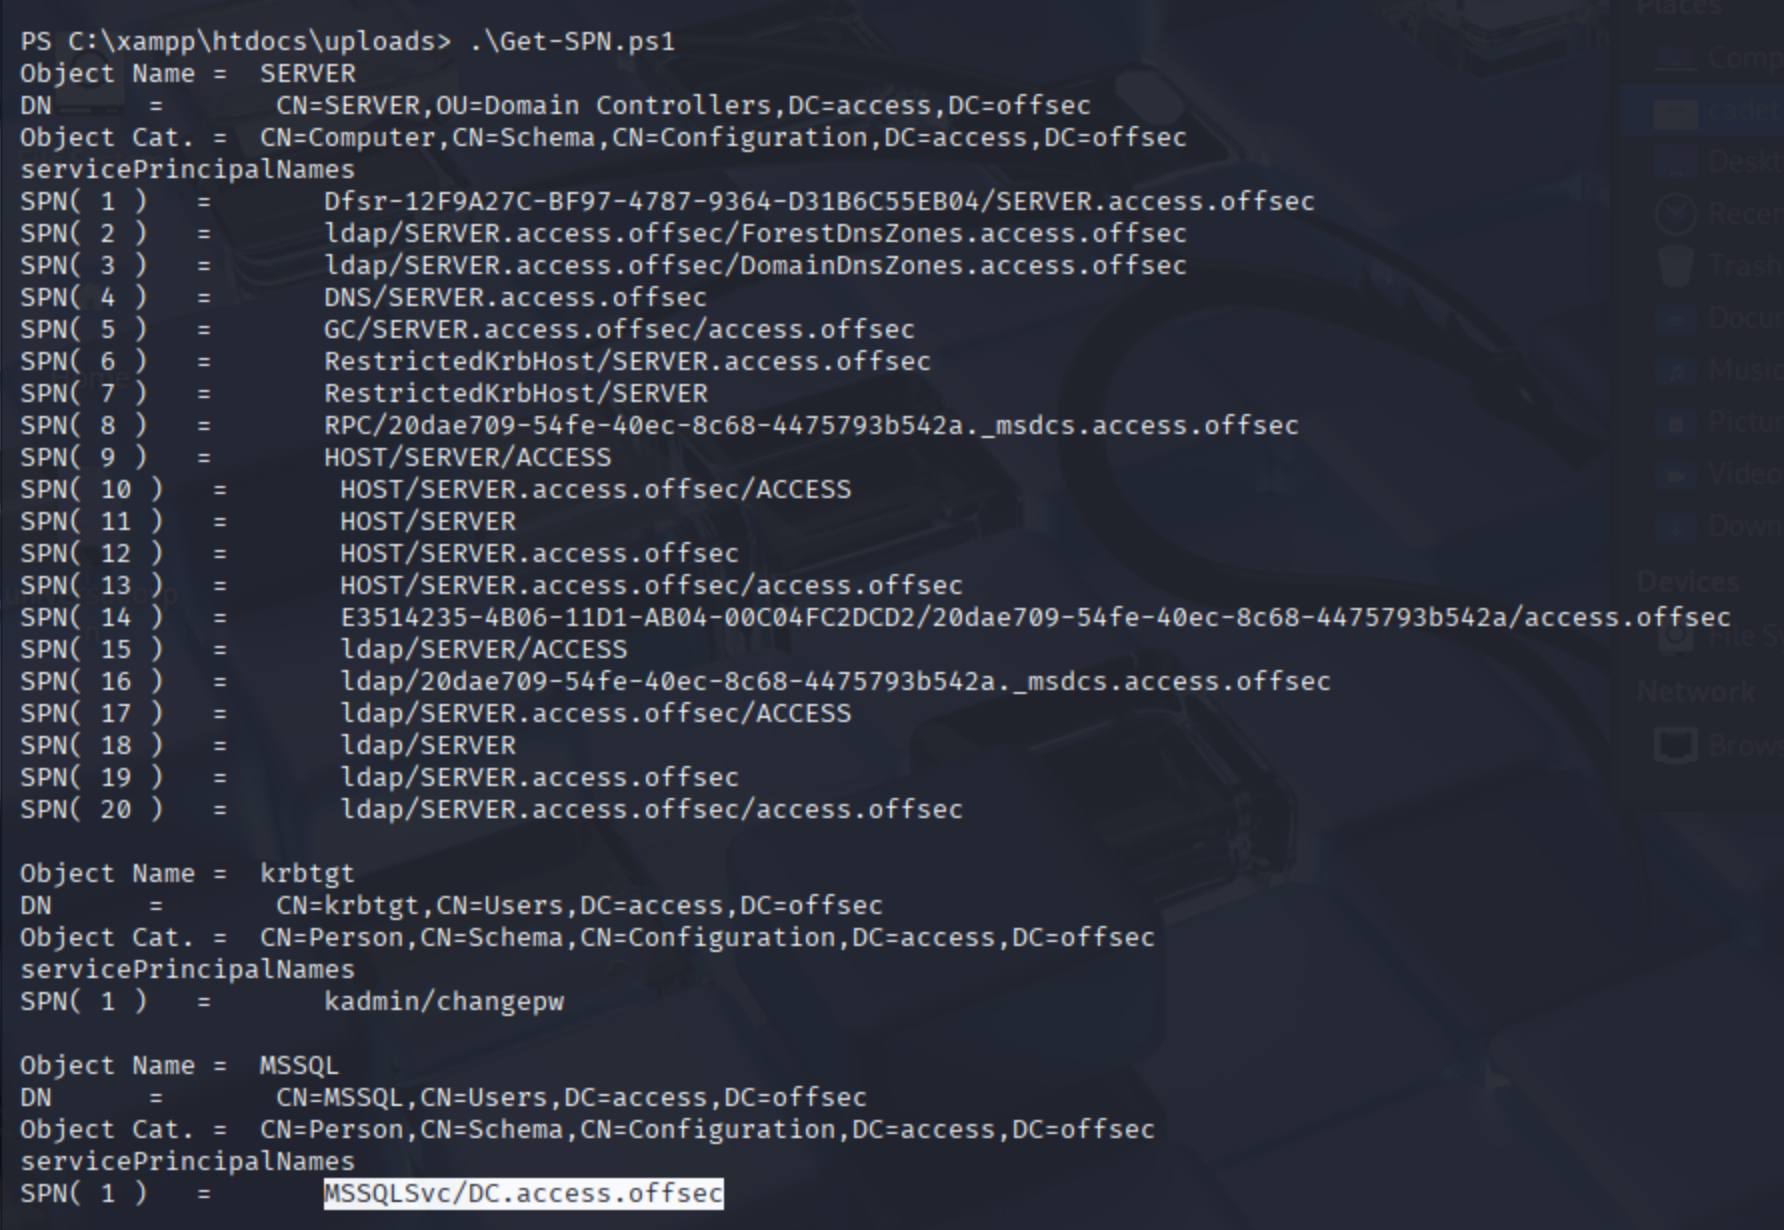 PS C:\xampp\htdocs\uploads> .\Get-SPN.ps1
Object Name =  SERVER
DN      =       CN=SERVER,OU=Domain Controllers,DC=access,DC=offsec
Object Cat. =  CN=Computer,CN=Schema,CN=Configuration,DC=access,DC=offsec
servicePrincipalNames
SPN( 1 )   =       Dfsr-12F9A27C-BF97-4787-9364-D31B6C55EB04/SERVER.access.offsec
SPN( 2 )   =       ldap/SERVER.access.offsec/ForestDnsZones.access.offsec
SPN( 3 )   =       ldap/SERVER.access.offsec/DomainDnsZones.access.offsec
SPN( 4 )   =       DNS/SERVER.access.offsec
SPN( 5 )   =       GC/SERVER.access.offsec/access.offsec
SPN( 6 )   =       RestrictedKrbHost/SERVER.access.offsec
SPN( 7 )   =       RestrictedKrbHost/SERVER
SPN( 8 )   =       RPC/20dae709-54fe-40ec-8c68-4475793b542a._msdcs.access.offsec
SPN( 9 )   =       HOST/SERVER/ACCESS
SPN( 10 )   =       HOST/SERVER.access.offsec/ACCESS
SPN( 11 )   =       HOST/SERVER
SPN( 12 )   =       HOST/SERVER.access.offsec
SPN( 13 )   =       HOST/SERVER.access.offsec/access.offsec
SPN( 14 )   =       E3514235-4B06-11D1-AB04-00C04FC2DCD2/20dae709-54fe-40ec-8c68-4475793b542a/access.offsec
SPN( 15 )   =       ldap/SERVER/ACCESS
SPN( 16 )   =       ldap/20dae709-54fe-40ec-8c68-4475793b542a._msdcs.access.offsec
SPN( 17 )   =       ldap/SERVER.access.offsec/ACCESS
SPN( 18 )   =       ldap/SERVER
SPN( 19 )   =       ldap/SERVER.access.offsec
SPN( 20 )   =       ldap/SERVER.access.offsec/access.offsec
Object Name =  krbtgt
DN      =       CN=krbtgt,CN=Users,DC=access,DC=offsec
Object Cat. =  CN=Person,CN=Schema,CN=Configuration,DC=access,DC=offsec
servicePrincipalNames
SPN( 1 )   =       kadmin/changepw
Object Name =  MSSQL
DN      =       CN=MSSQL,CN=Users,DC=access,DC=offsec
Object Cat. =  CN=Person,CN=Schema,CN=Configuration,DC=access,DC=offsec
servicePrincipalNames
SPN( 1 )   =       MSSQLSvc/DC.access.offsec
Places
Devices
Network